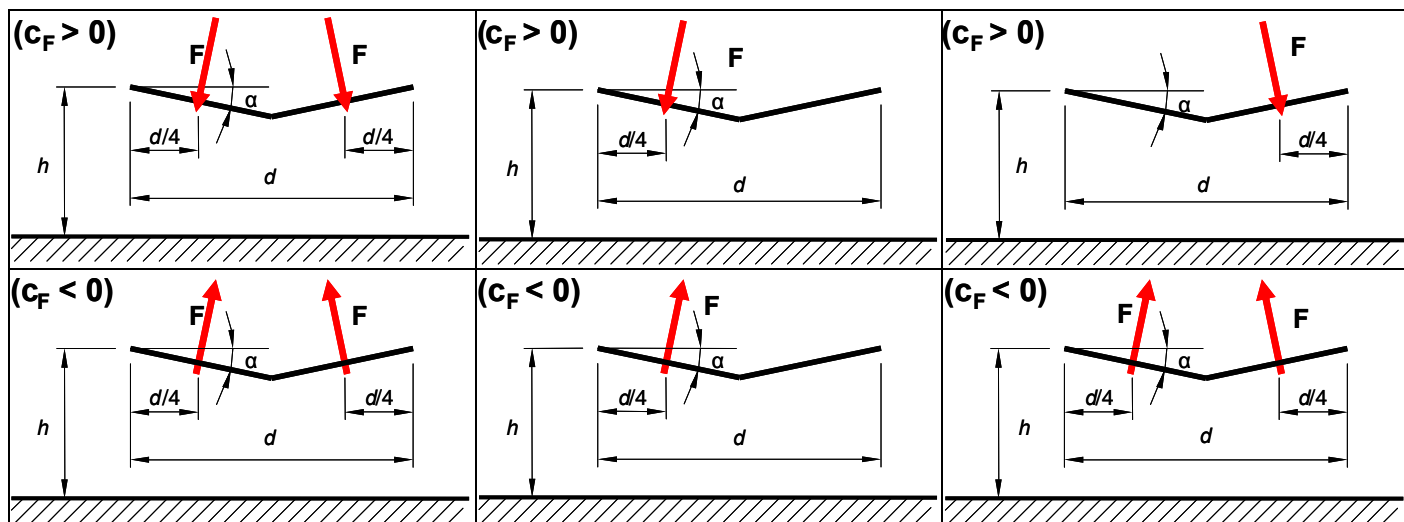 (cF > 0)
F
F
α
d/4
d/4
h
d
(cF > 0)
F
α
d/4
h
d
(cF > 0)
F
α
d/4
h
d
(cF < 0)
F
F
α
d/4
d/4
h
d
(cF < 0)
F
α
d/4
h
d
(cF < 0)
F
F
α
d/4
d/4
h
d